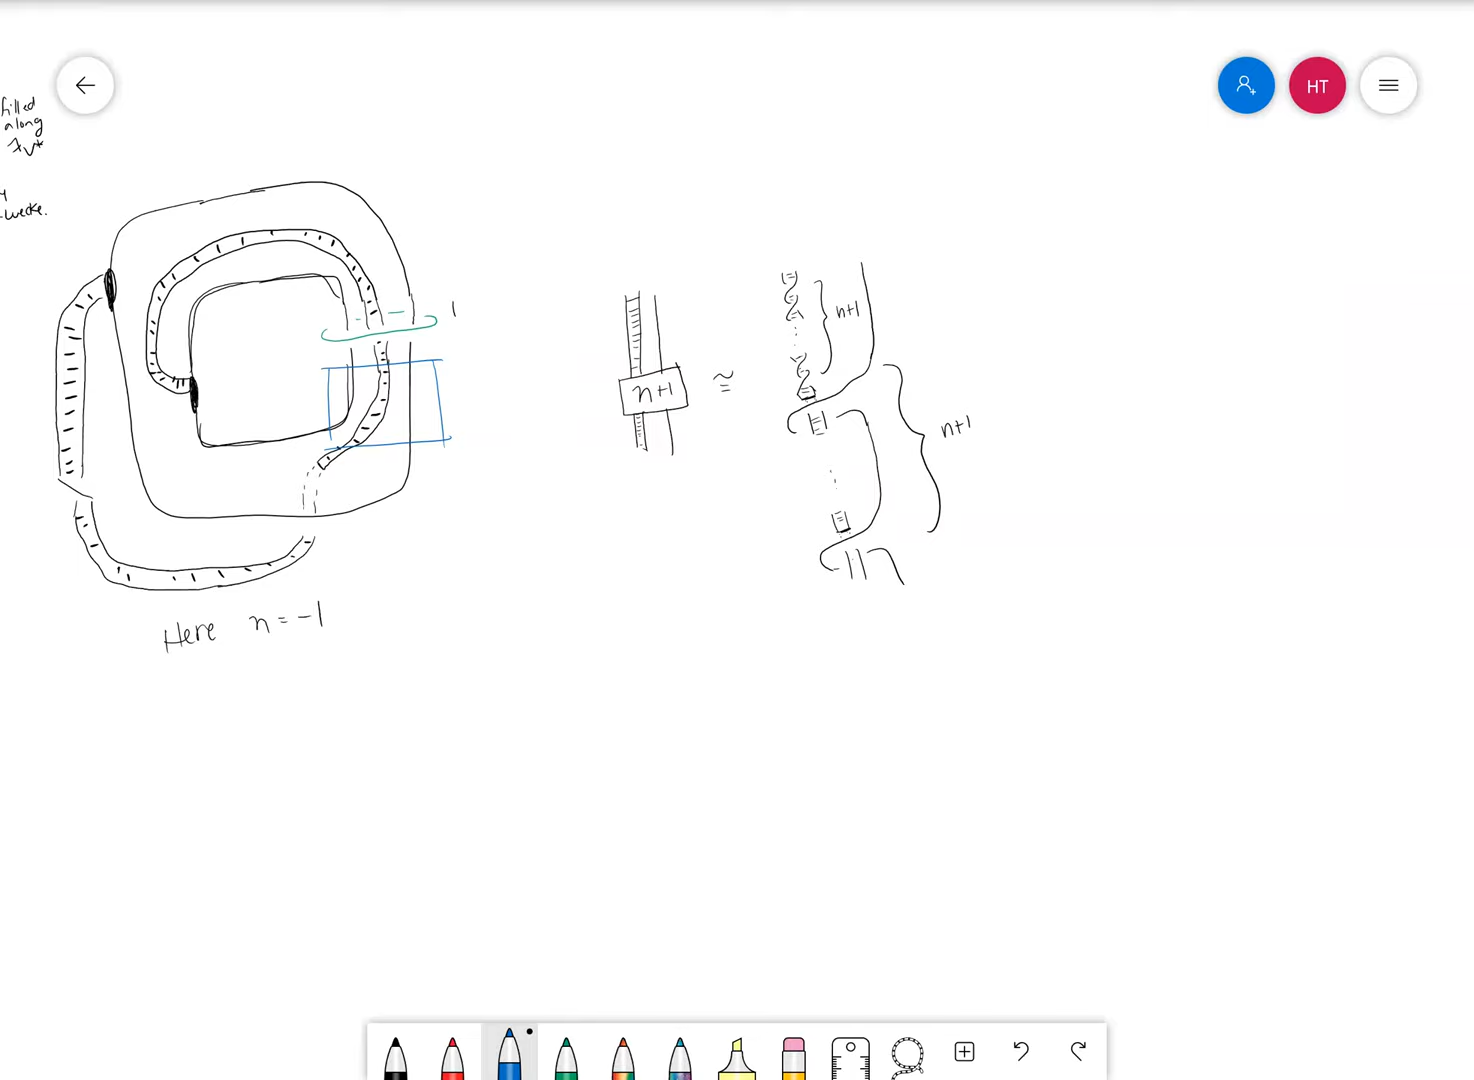 filled
along
HT
1
n+1
n+1
≅
n+1
Here n = -1